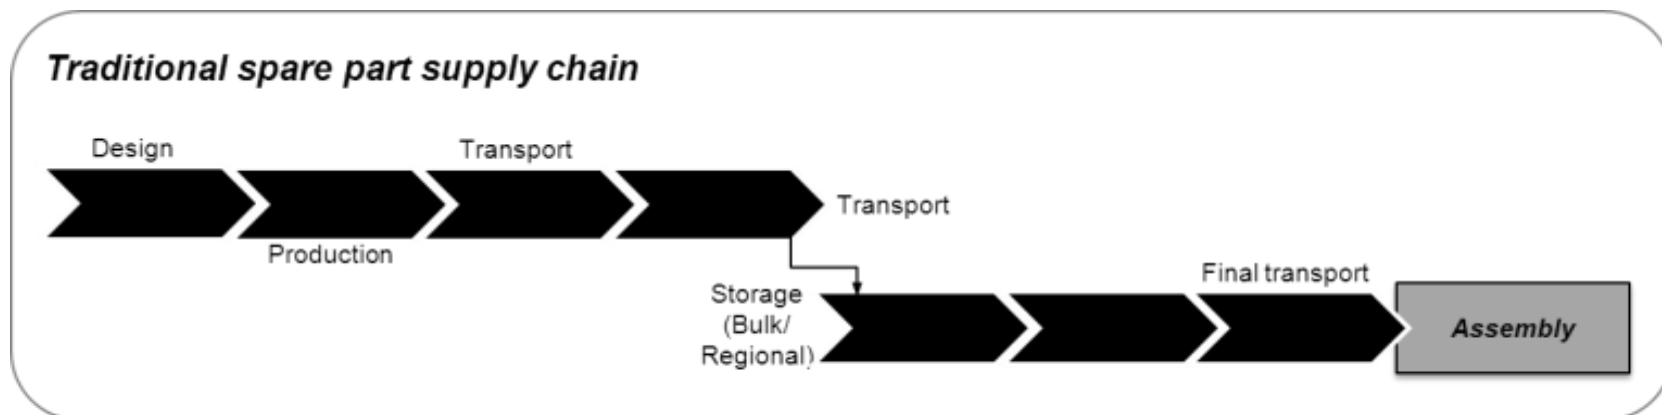 Traditional spare part supply chain
Design
Transport
Production
Transport
Storage
(Bulk/
Regional)
Final transport
Assembly